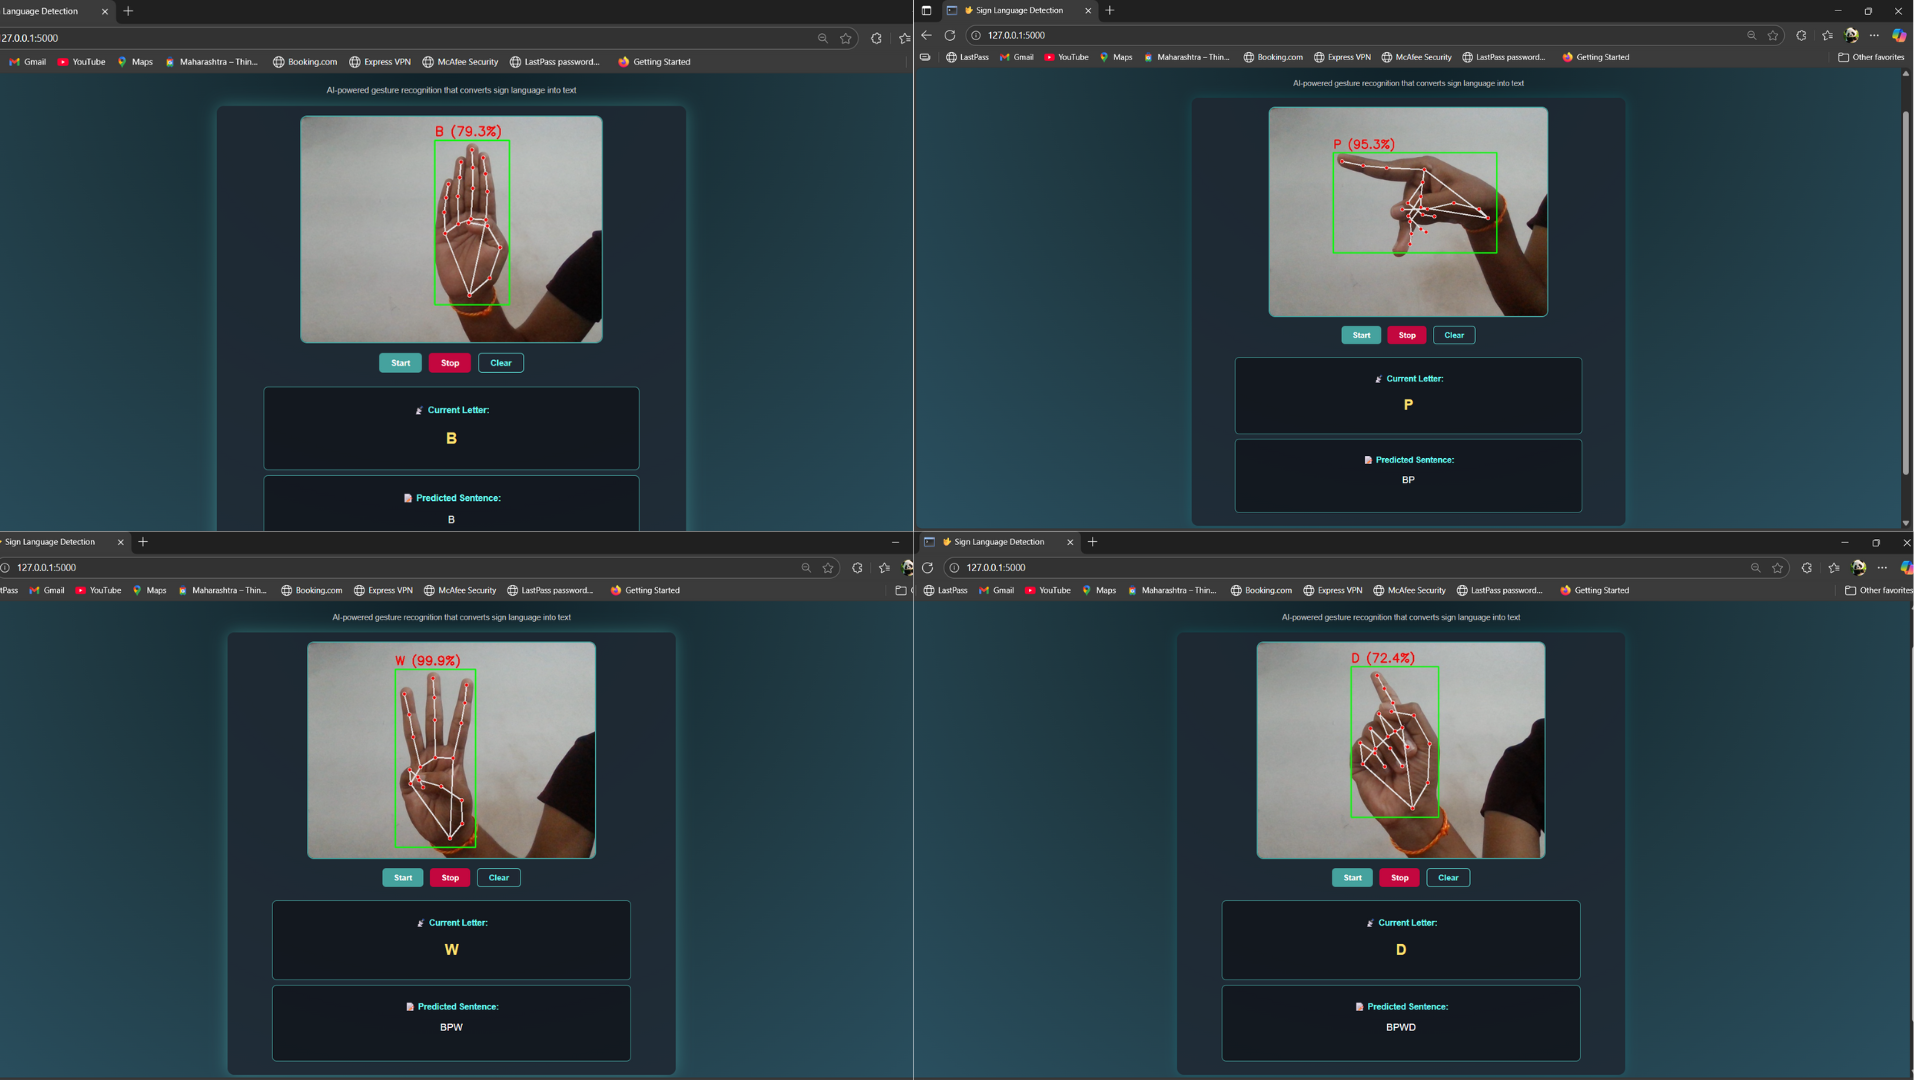 Language Detection
27.0.0.1:5000
Gmail YouTube Maps Maharashtra – Thin... Booking.com Express VPN McAfee Security LastPass password... Getting Started
AI-powered gesture recognition that converts sign language into text
B (79.3%)
Start Stop Clear
Current Letter:
B
Predicted Sentence:
B
Sign Language Detection
127.0.0.1:5000
LastPass Gmail YouTube Maps Maharashtra – Thin... Booking.com Express VPN McAfee Security LastPass password... Getting Started Other favorites
AI-powered gesture recognition that converts sign language into text
P (95.3%)
Start Stop Clear
Current Letter:
P
Predicted Sentence:
BP
Sign Language Detection
127.0.0.1:5000
tPass Gmail YouTube Maps Maharashtra – Thin... Booking.com Express VPN McAfee Security LastPass password... Getting Started
AI-powered gesture recognition that converts sign language into text
W (99.9%)
Start Stop Clear
Current Letter:
W
Predicted Sentence:
BPW
Sign Language Detection
127.0.0.1:5000
LastPass Gmail YouTube Maps Maharashtra – Thin... Booking.com Express VPN McAfee Security LastPass password... Getting Started Other favorites
AI-powered gesture recognition that converts sign language into text
D (72.4%)
Start Stop Clear
Current Letter:
D
Predicted Sentence:
BPWD